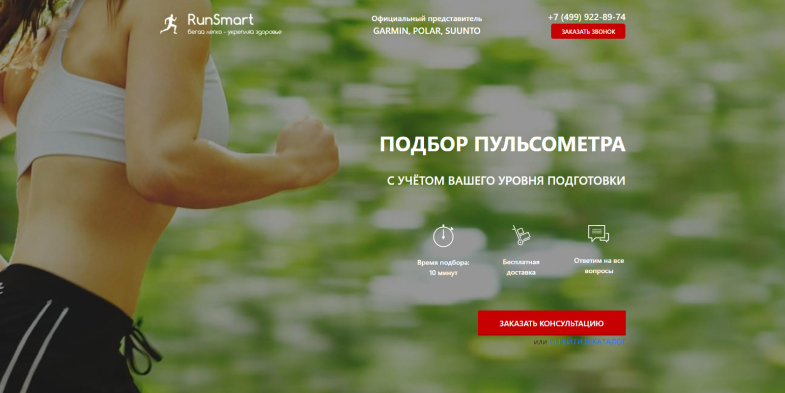 RunSmart
бегай легко - укрепляй здоровье
Официальный представитель
GARMIN, POLAR, SUUNTO
+7 (499) 922-89-74
ЗАКАЗАТЬ ЗВОНОК
ПОДБОР ПУЛЬСОМЕТРА
С УЧЁТОМ ВАШЕГО УРОВНЯ ПОДГОТОВКИ
Время подбора:
10 минут
Бесплатная
доставка
Ответим на все
вопросы
ЗАКАЗАТЬ КОНСУЛЬТАЦИЮ
или